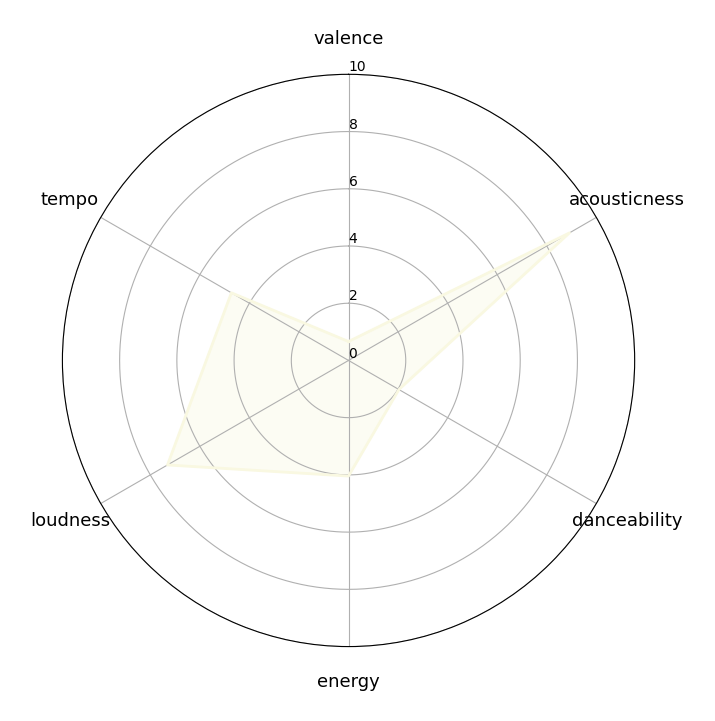 valence
10
8
6
4
2
0
tempo
acousticness
loudness
danceability
energy